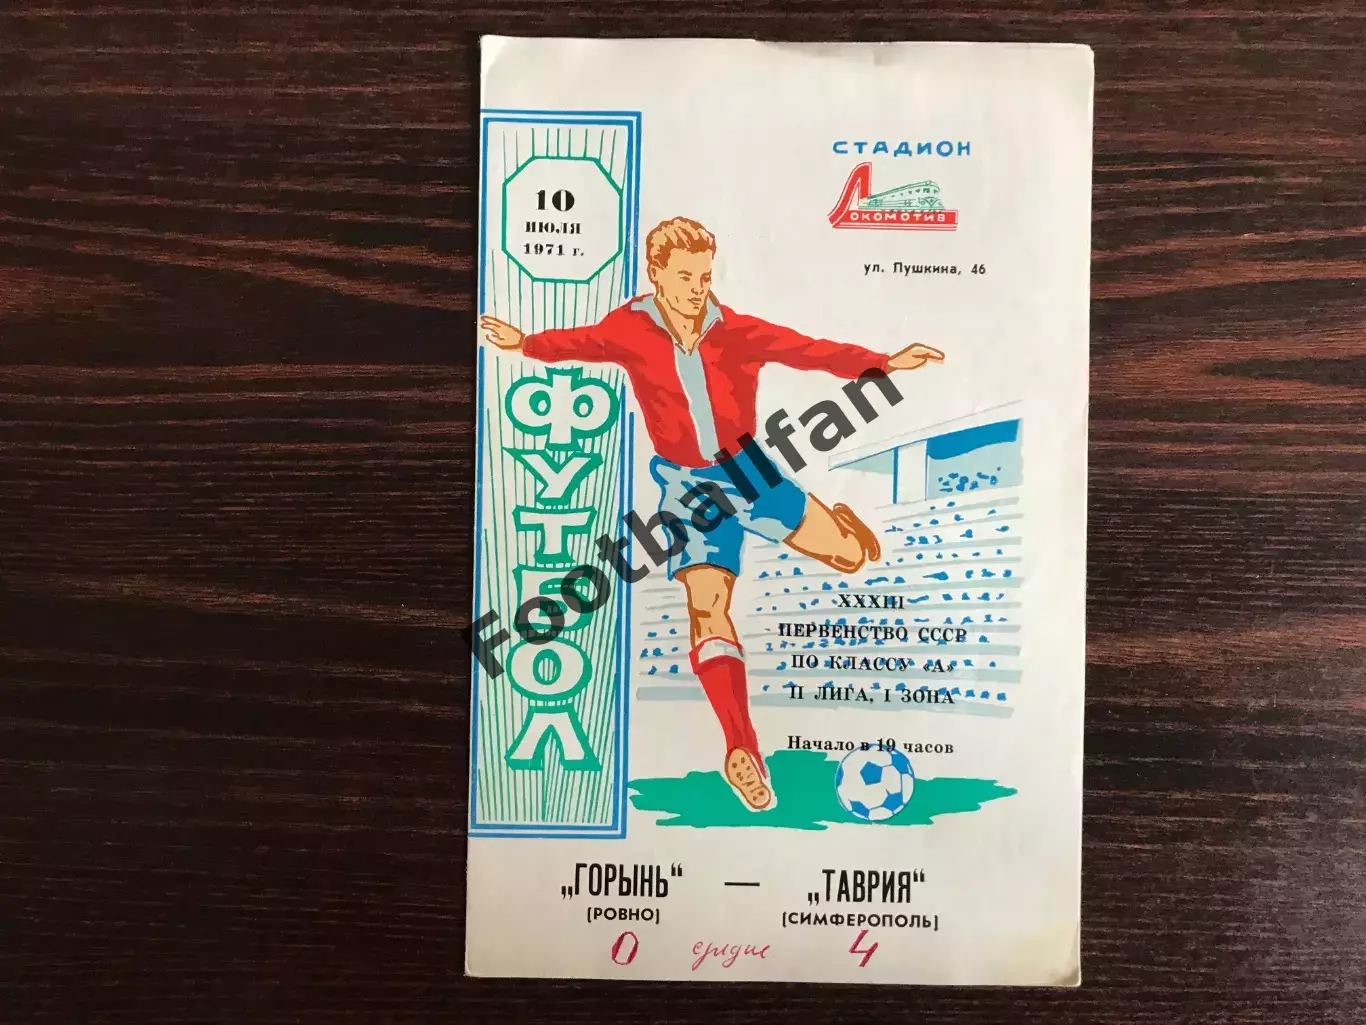 СТАДИОН
ЛОКОМОТИВ
ул. Пушкина, 46
10
ИЮЛЯ
1971 г.
ФУТБОЛ
XXXIII
ПЕРВЕНСТВО СССР
ПО КЛАССУ «А»
II ЛИГА, I ЗОНА
Начало в 19 часов
„ГОРЫНЬ“ — „ТАВРИЯ“
(РОВНО) (СИМФЕРОПОЛЬ)
0 4
Footballfan